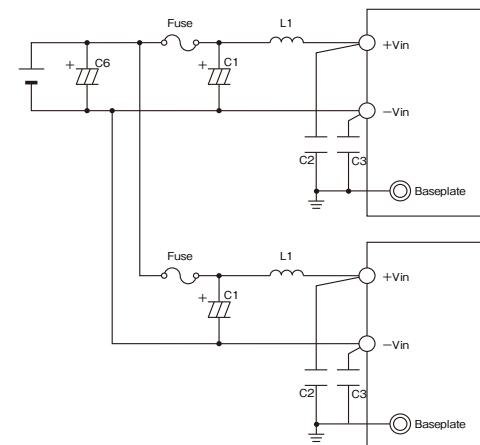 Fuse
L1
+Vin
+
C6
+
C1
−Vin
C2
C3
Baseplate
Fuse
L1
+Vin
+
C1
−Vin
C2
C3
Baseplate